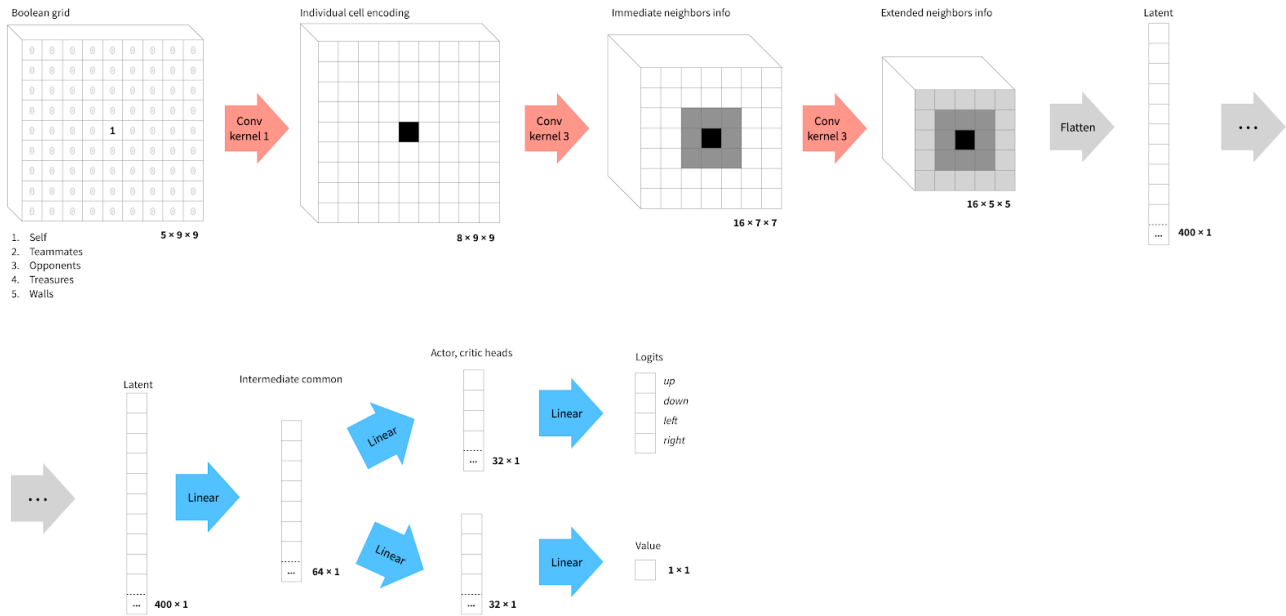 Boolean grid
Individual cell encoding
Immediate neighbors info
Extended neighbors info
Latent
0 0 0 0 0 0 0 0 0
0 0 0 0 0 0 0 0 0
0 0 0 0 0 0 0 0 0
0 0 0 0 0 0 0 0 0
0 0 0 0 1 0 0 0 0
0 0 0 0 0 0 0 0 0
0 0 0 0 0 0 0 0 0
0 0 0 0 0 0 0 0 0
0 0 0 0 0 0 0 0 0
Conv
kernel 1
Conv
kernel 3
Conv
kernel 3
Flatten
...
5 × 9 × 9
8 × 9 × 9
16 × 7 × 7
16 × 5 × 5
...
400 × 1
1. Self
2. Teammates
3. Opponents
4. Treasures
5. Walls
...
Latent
...
400 × 1
Linear
Intermediate common
...
64 × 1
Linear
Linear
Actor, critic heads
...
32 × 1
...
32 × 1
Linear
Linear
Logits
up
down
left
right
Value
1 × 1